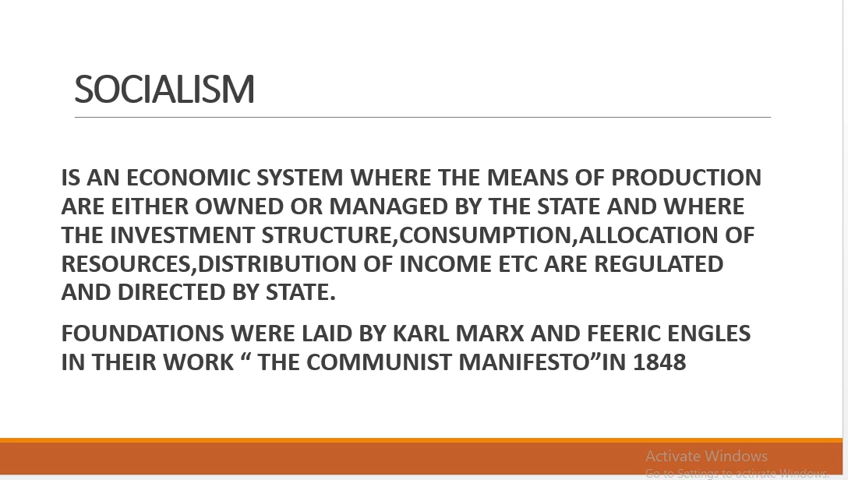 SOCIALISM
IS AN ECONOMIC SYSTEM WHERE THE MEANS OF PRODUCTION
ARE EITHER OWNED OR MANAGED BY THE STATE AND WHERE
THE INVESTMENT STRUCTURE,CONSUMPTION,ALLOCATION OF
RESOURCES,DISTRIBUTION OF INCOME ETC ARE REGULATED
AND DIRECTED BY STATE.
FOUNDATIONS WERE LAID BY KARL MARX AND FEERIC ENGLES
IN THEIR WORK “ THE COMMUNIST MANIFESTO”IN 1848
Activate Windows
Go to Settings to activate Windows.